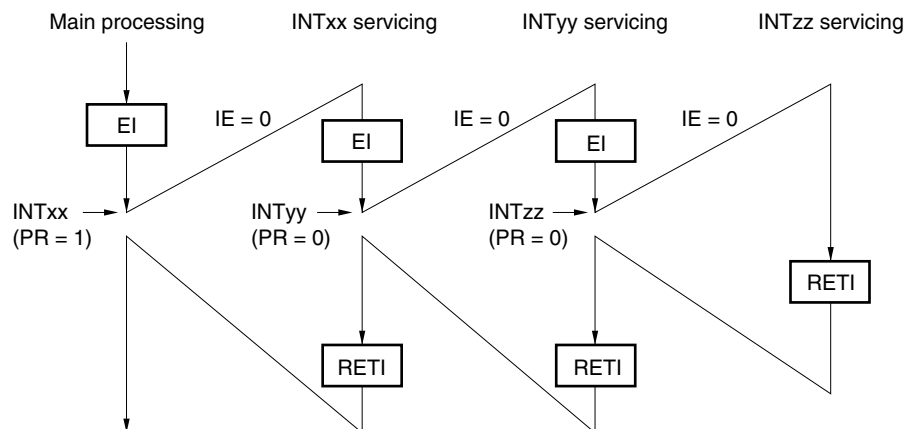 Main processing
INTxx servicing
INTyy servicing
INTzz servicing
EI
IE = 0
EI
IE = 0
EI
IE = 0
INTxx
(PR = 1)
INTyy
(PR = 0)
INTzz
(PR = 0)
RETI
RETI
RETI